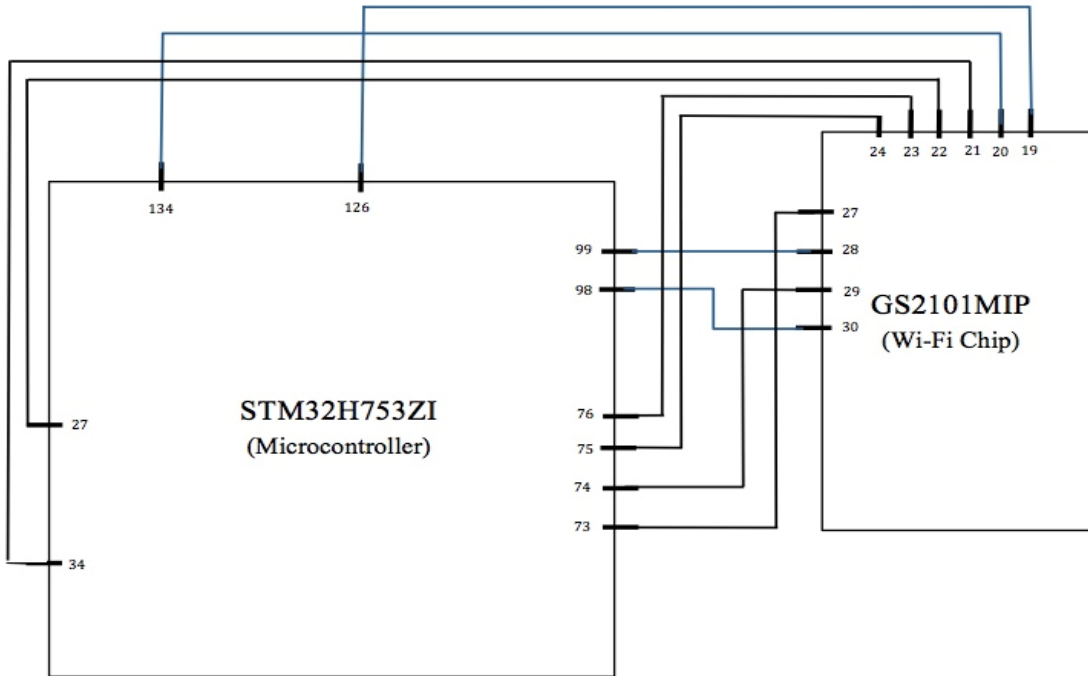 24 23 22 21 20 19
134 126
27
99 28
98 29
30
GS2101MIP
(Wi-Fi Chip)
STM32H753ZI
(Microcontroller)
76
27
75
74
73
34